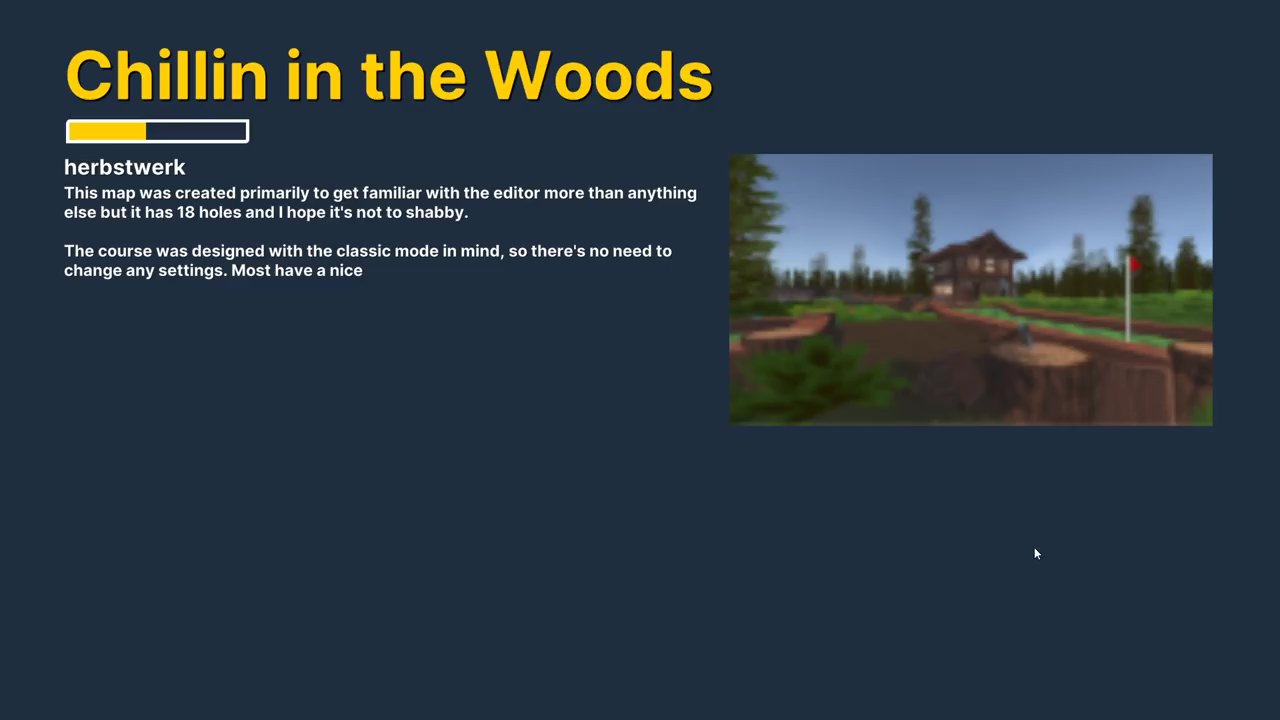 Chillin in the Woods
herbstwerk
This map was created primarily to get familiar with the editor more than anything
else but it has 18 holes and I hope it's not to shabby.
The course was designed with the classic mode in mind, so there's no need to
change any settings. Most have a nice